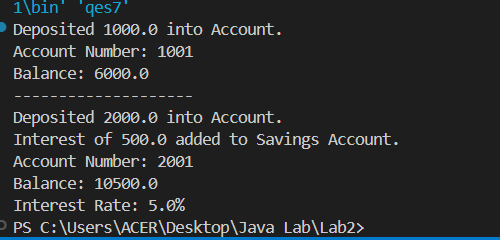 1\bin' 'qes7'
Deposited 1000.0 into Account.
Account Number: 1001
Balance: 6000.0
--------------------
Deposited 2000.0 into Account.
Interest of 500.0 added to Savings Account.
Account Number: 2001
Balance: 10500.0
Interest Rate: 5.0%
PS C:\Users\ACER\Desktop\Java Lab\Lab2>